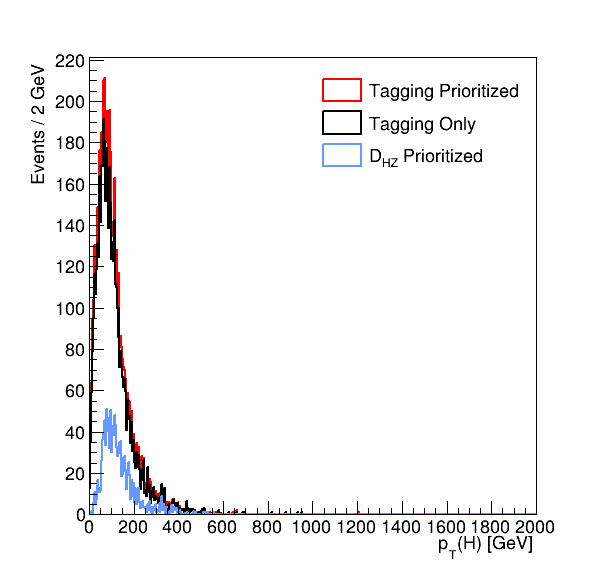 Events / 2 GeV
220
200
180
160
140
120
100
80
60
40
20
0
Tagging Prioritized
Tagging Only
D_HZ Prioritized
0 200 400 600 800 1000 1200 1400 1600 1800 2000
p_T(H) [GeV]